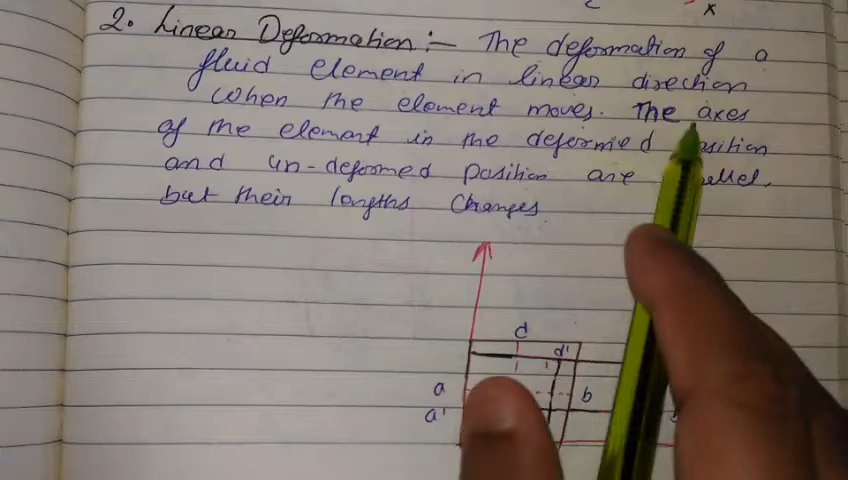 x
2. Linear Deformation :- The deformation of a
fluid element in linear direction
when the element moves. The axes
of the element in the deformed
and un-deformed position are
but their lengths changes
d
d'
a
b
a'